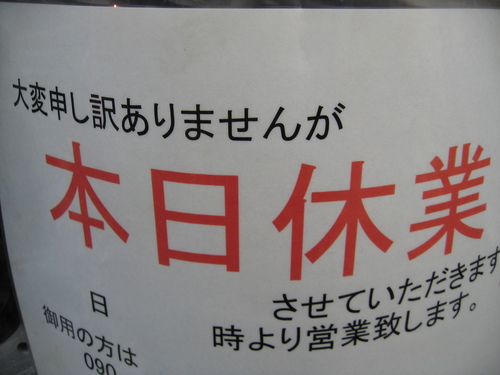 大変申し訳ありませんが
本日休業
させていただきます
日 時より営業致します。
御用の方は
090